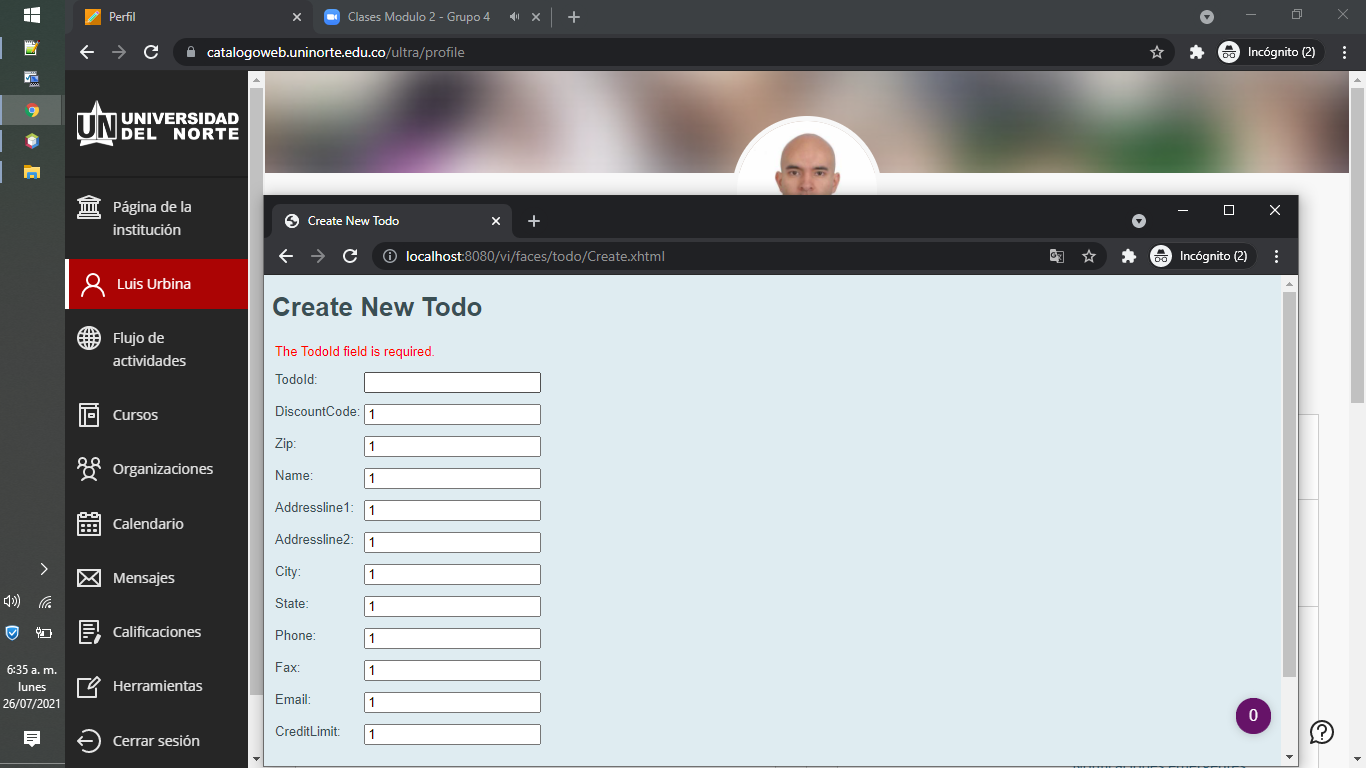 Perfil
Clases Modulo 2 - Grupo 4
catalogoweb.uninorte.edu.co/ultra/profile
Incógnito (2)
UN UNIVERSIDAD
DEL NORTE
Página de la
institución
Luis Urbina
Flujo de
actividades
Cursos
Organizaciones
Calendario
Mensajes
Calificaciones
Herramientas
Cerrar sesión
6:35 a. m.
lunes
26/07/2021
Create New Todo
localhost:8080/vi/faces/todo/Create.xhtml
Incógnito (2)
Create New Todo
The TodoId field is required.
TodoId:
DiscountCode: 1
Zip: 1
Name: 1
Addressline1: 1
Addressline2: 1
City: 1
State: 1
Phone: 1
Fax: 1
Email: 1
CreditLimit: 1
0